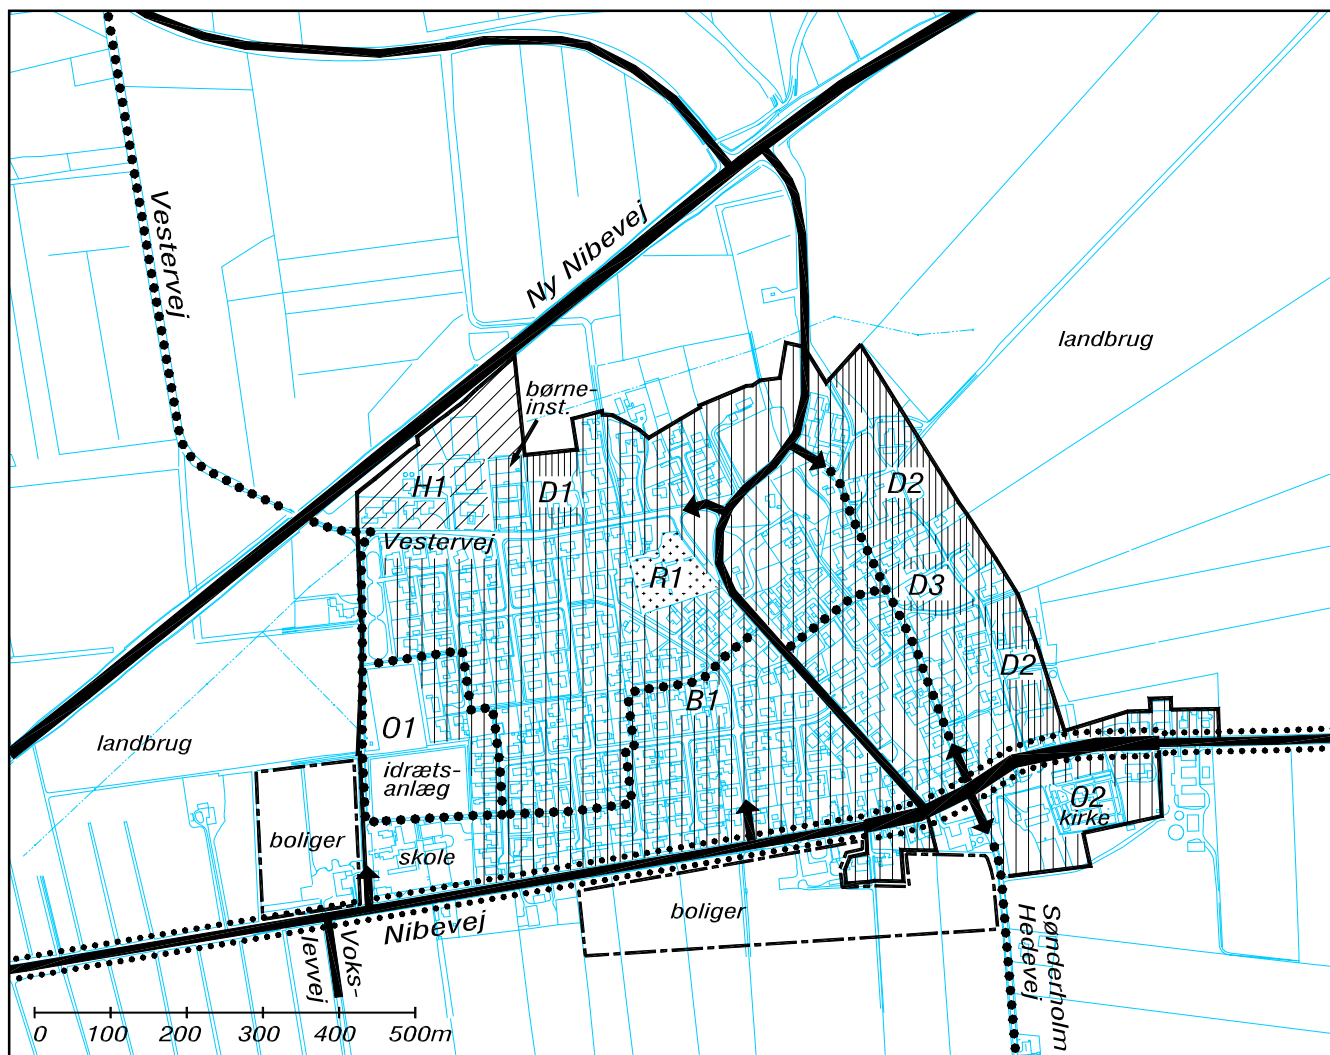 Vestervej
Ny Nibevej
landbrug
børne-
inst.
H1
D1
D2
Vestervej
R1
D3
D2
B1
O1
landbrug
idræts-
anlæg
O2
kirke
boliger
skole
boliger
Nibevej
Voks-
levvej
Sønderholm
Hedevej
0 100 200 300 400 500m